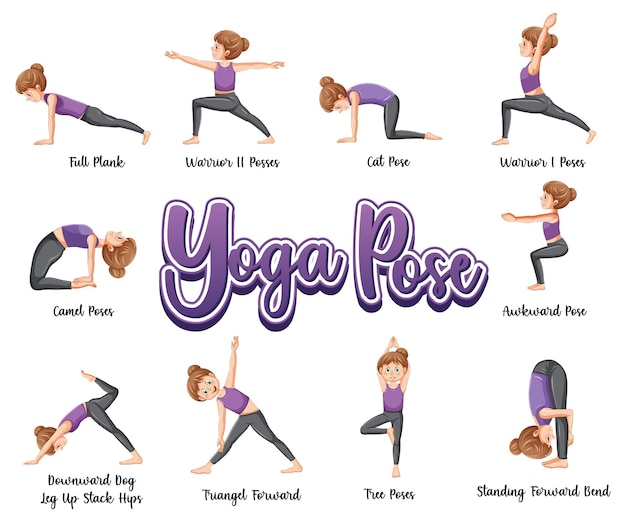 Full Plank
Warrior II Posses
Cat Pose
Warrior I Poses
Yoga Pose
Camel Poses
Awkward Pose
Downward Dog
Leg Up Stack Hips
Triangel Forward
Tree Poses
Standing Forward Bend